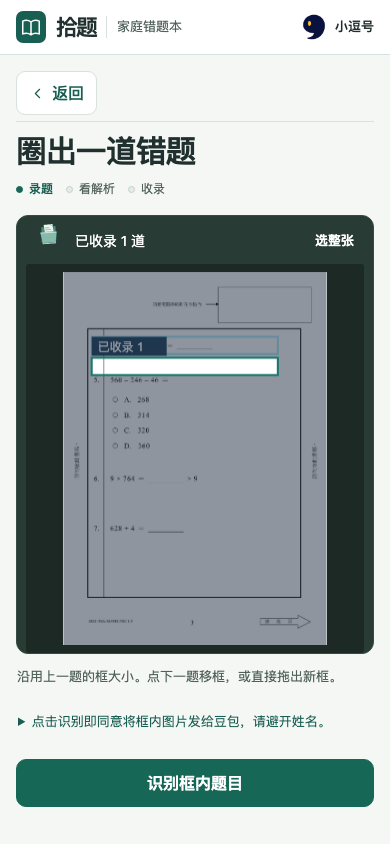 拾题
家庭错题本
小逗号
返回
圈出一道错题
录题
看解析
收录
已收录 1 道
选整张
已收录 1
= 
5. 568 − 246 − 46 =
A. 268
B. 314
C. 320
D. 360
6. 9 × 764 = ______ × 9
7. 628 ÷ 4 = ______
3
沿用上一题的框大小。点下一题移框，或直接拖出新框。
点击识别即同意将框内图片发给豆包，请避开姓名。
识别框内题目